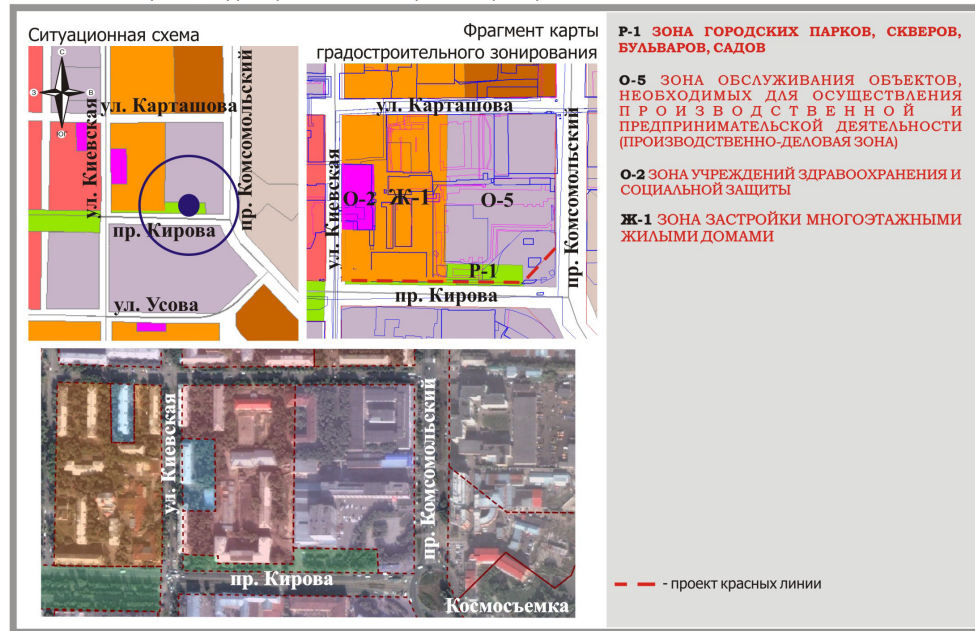 Ситуационная схема
С
З
В
Ю
ул. Карташова
ул. Киевская
пр. Комсомольский
пр. Кирова
ул. Усова
Фрагмент карты
градостроительного зонирования
ул. Карташова
ул. Киевская
О-2
Ж-1
О-5
Р-1
пр. Комсомольский
пр. Кирова
ул. Киевская
пр. Комсомольский
пр. Кирова
Космосъемка
Р-1 ЗОНА ГОРОДСКИХ ПАРКОВ, СКВЕРОВ,
БУЛЬВАРОВ, САДОВ
О-5 ЗОНА ОБСЛУЖИВАНИЯ ОБЪЕКТОВ,
НЕОБХОДИМЫХ ДЛЯ ОСУЩЕСТВЛЕНИЯ
ПРОИЗВОДСТВЕННОЙ И
ПРЕДПРИНИМАТЕЛЬСКОЙ ДЕЯТЕЛЬНОСТИ
(ПРОИЗВОДСТВЕННО-ДЕЛОВАЯ ЗОНА)
О-2 ЗОНА УЧРЕЖДЕНИЙ ЗДРАВООХРАНЕНИЯ И
СОЦИАЛЬНОЙ ЗАЩИТЫ
Ж-1 ЗОНА ЗАСТРОЙКИ МНОГОЭТАЖНЫМИ
ЖИЛЫМИ ДОМАМИ
- проект красных линии